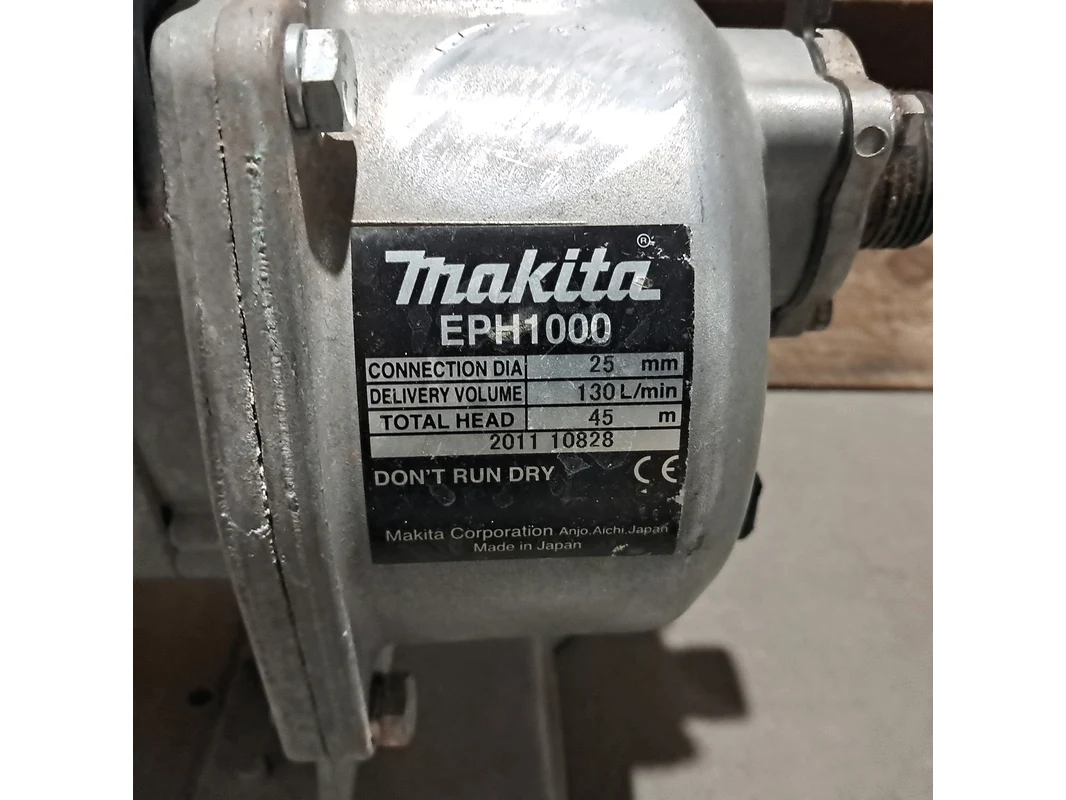 makita ®
EPH1000
CONNECTION DIA 25 mm
DELIVERY VOLUME 130 L/min
TOTAL HEAD 45 m
2011 10828
DON'T RUN DRY CE
Makita Corporation Anjo.Aichi.Japan
Made in Japan